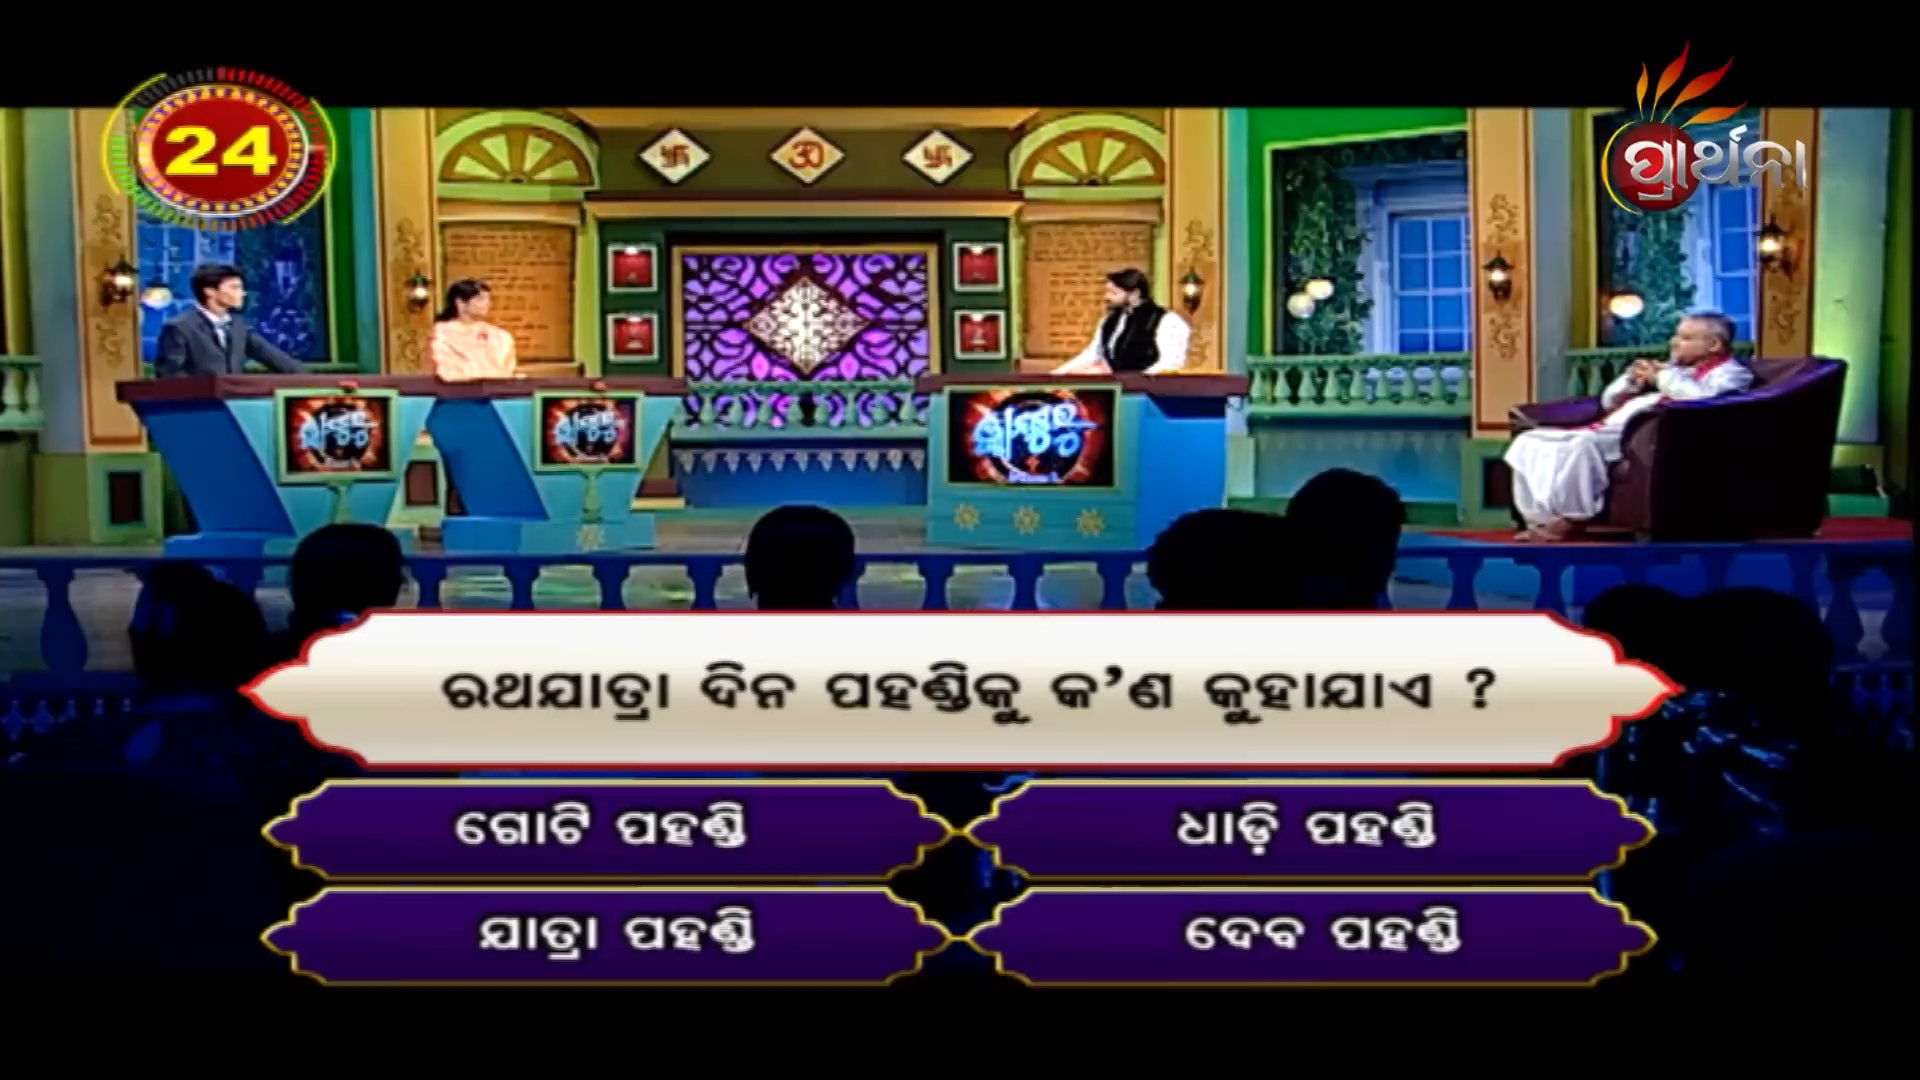 24
ପ୍ରାର୍ଥନା
ॐ
ରଥଯାତ୍ରା ଦିନ ପହଣ୍ଡିକୁ କ'ଣ କୁହାଯାଏ ?
ଗୋଟି ପହଣ୍ଡି
ଧାଡ଼ି ପହଣ୍ଡି
ଯାତ୍ରା ପହଣ୍ଡି
ଦେବ ପହଣ୍ଡି